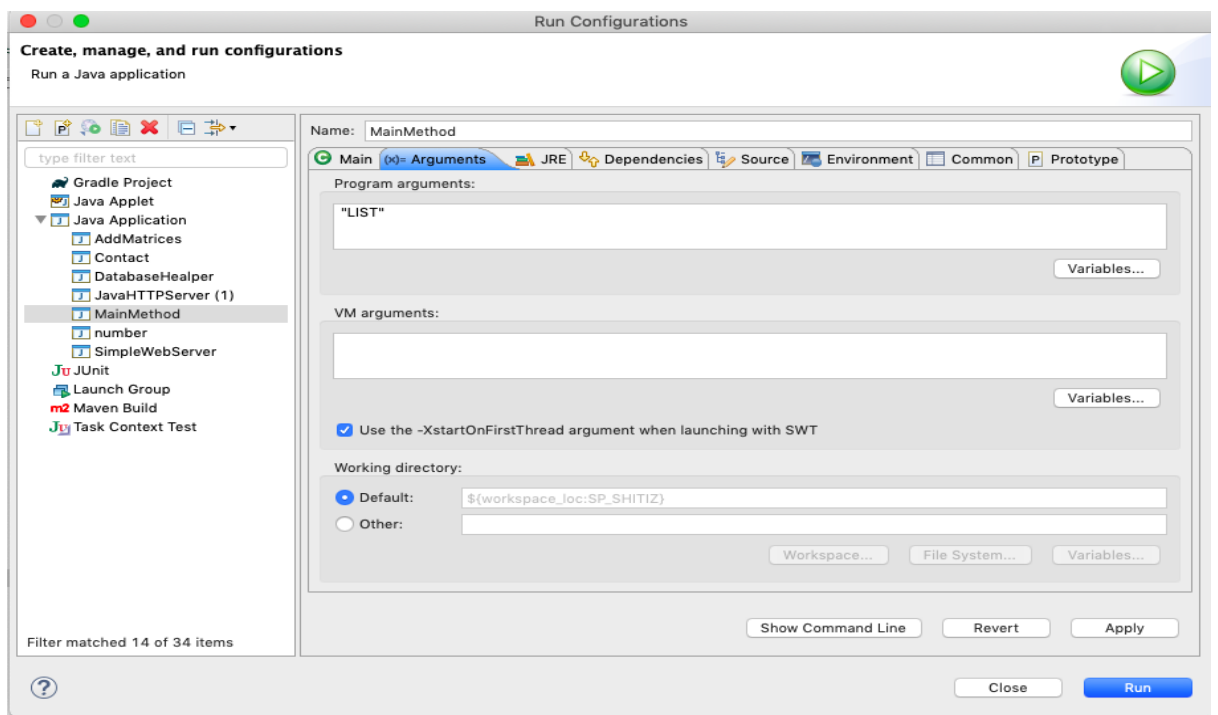 Run Configurations
Create, manage, and run configurations
Run a Java application
type filter text
Gradle Project
Java Applet
Java Application
AddMatrices
Contact
DatabaseHealper
JavaHTTPServer (1)
MainMethod
number
SimpleWebServer
Ju JUnit
Launch Group
m2 Maven Build
Ju Task Context Test
Filter matched 14 of 34 items
Name: MainMethod
Main (x)= Arguments JRE Dependencies Source Environment Common P Prototype
Program arguments:
"LIST"
Variables...
VM arguments:
Variables...
Use the -XstartOnFirstThread argument when launching with SWT
Working directory:
Default: ${workspace_loc:SP_SHITIZ}
Other:
Workspace... File System... Variables...
Show Command Line Revert Apply
? Close Run